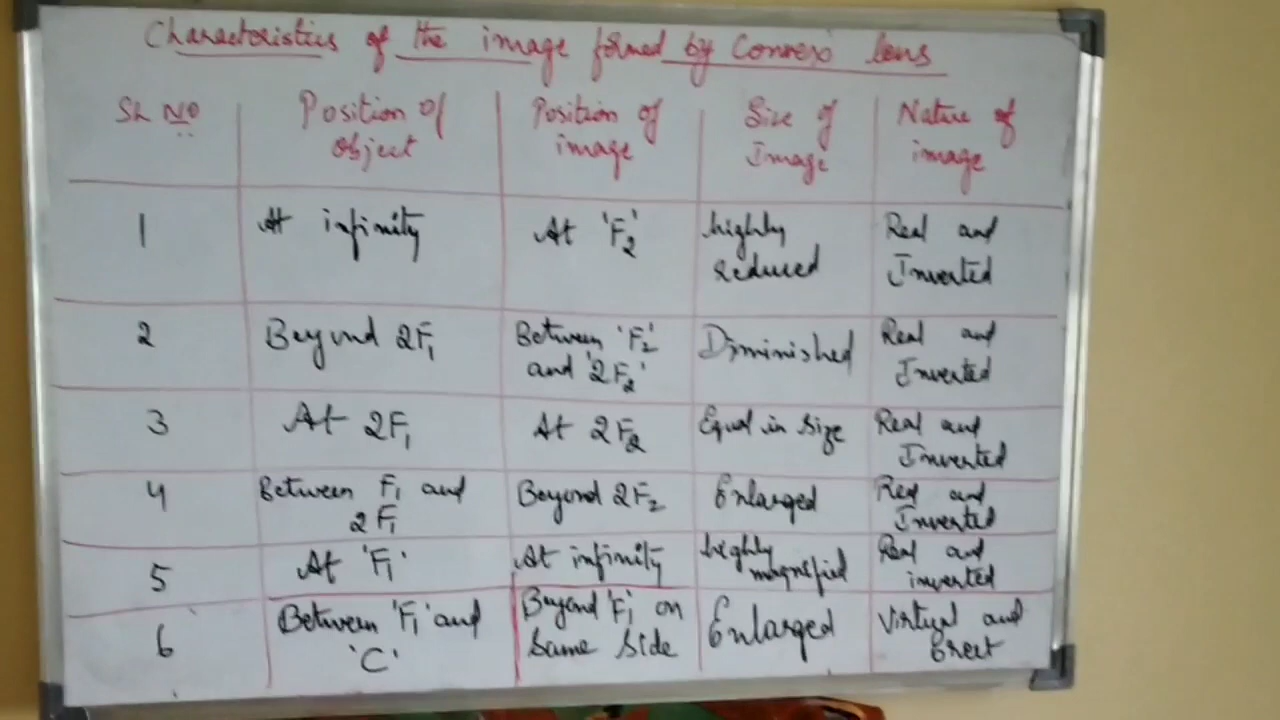 Characteristics of the image formed by Convex lens
Sl. No
Position of
Object
Position of
image
Size of
Image
Nature of
image
1
At infinity
At 'F2'
highly
reduced
Real and
Inverted
2
Beyond 2F1
Between 'F2'
and '2F2'
Diminished
Real and
Inverted
3
At 2F1
At 2F2
Equal in Size
Real and
Inverted
4
Between F1 and
2F1
Beyond 2F2
Enlarged
Real and
Inverted
5
At 'F1'
At infinity
highly
magnified
Real and
inverted
6
Between 'F1' and
'C'
Beyond 'F1' on
Same Side
Enlarged
Virtual and
Erect